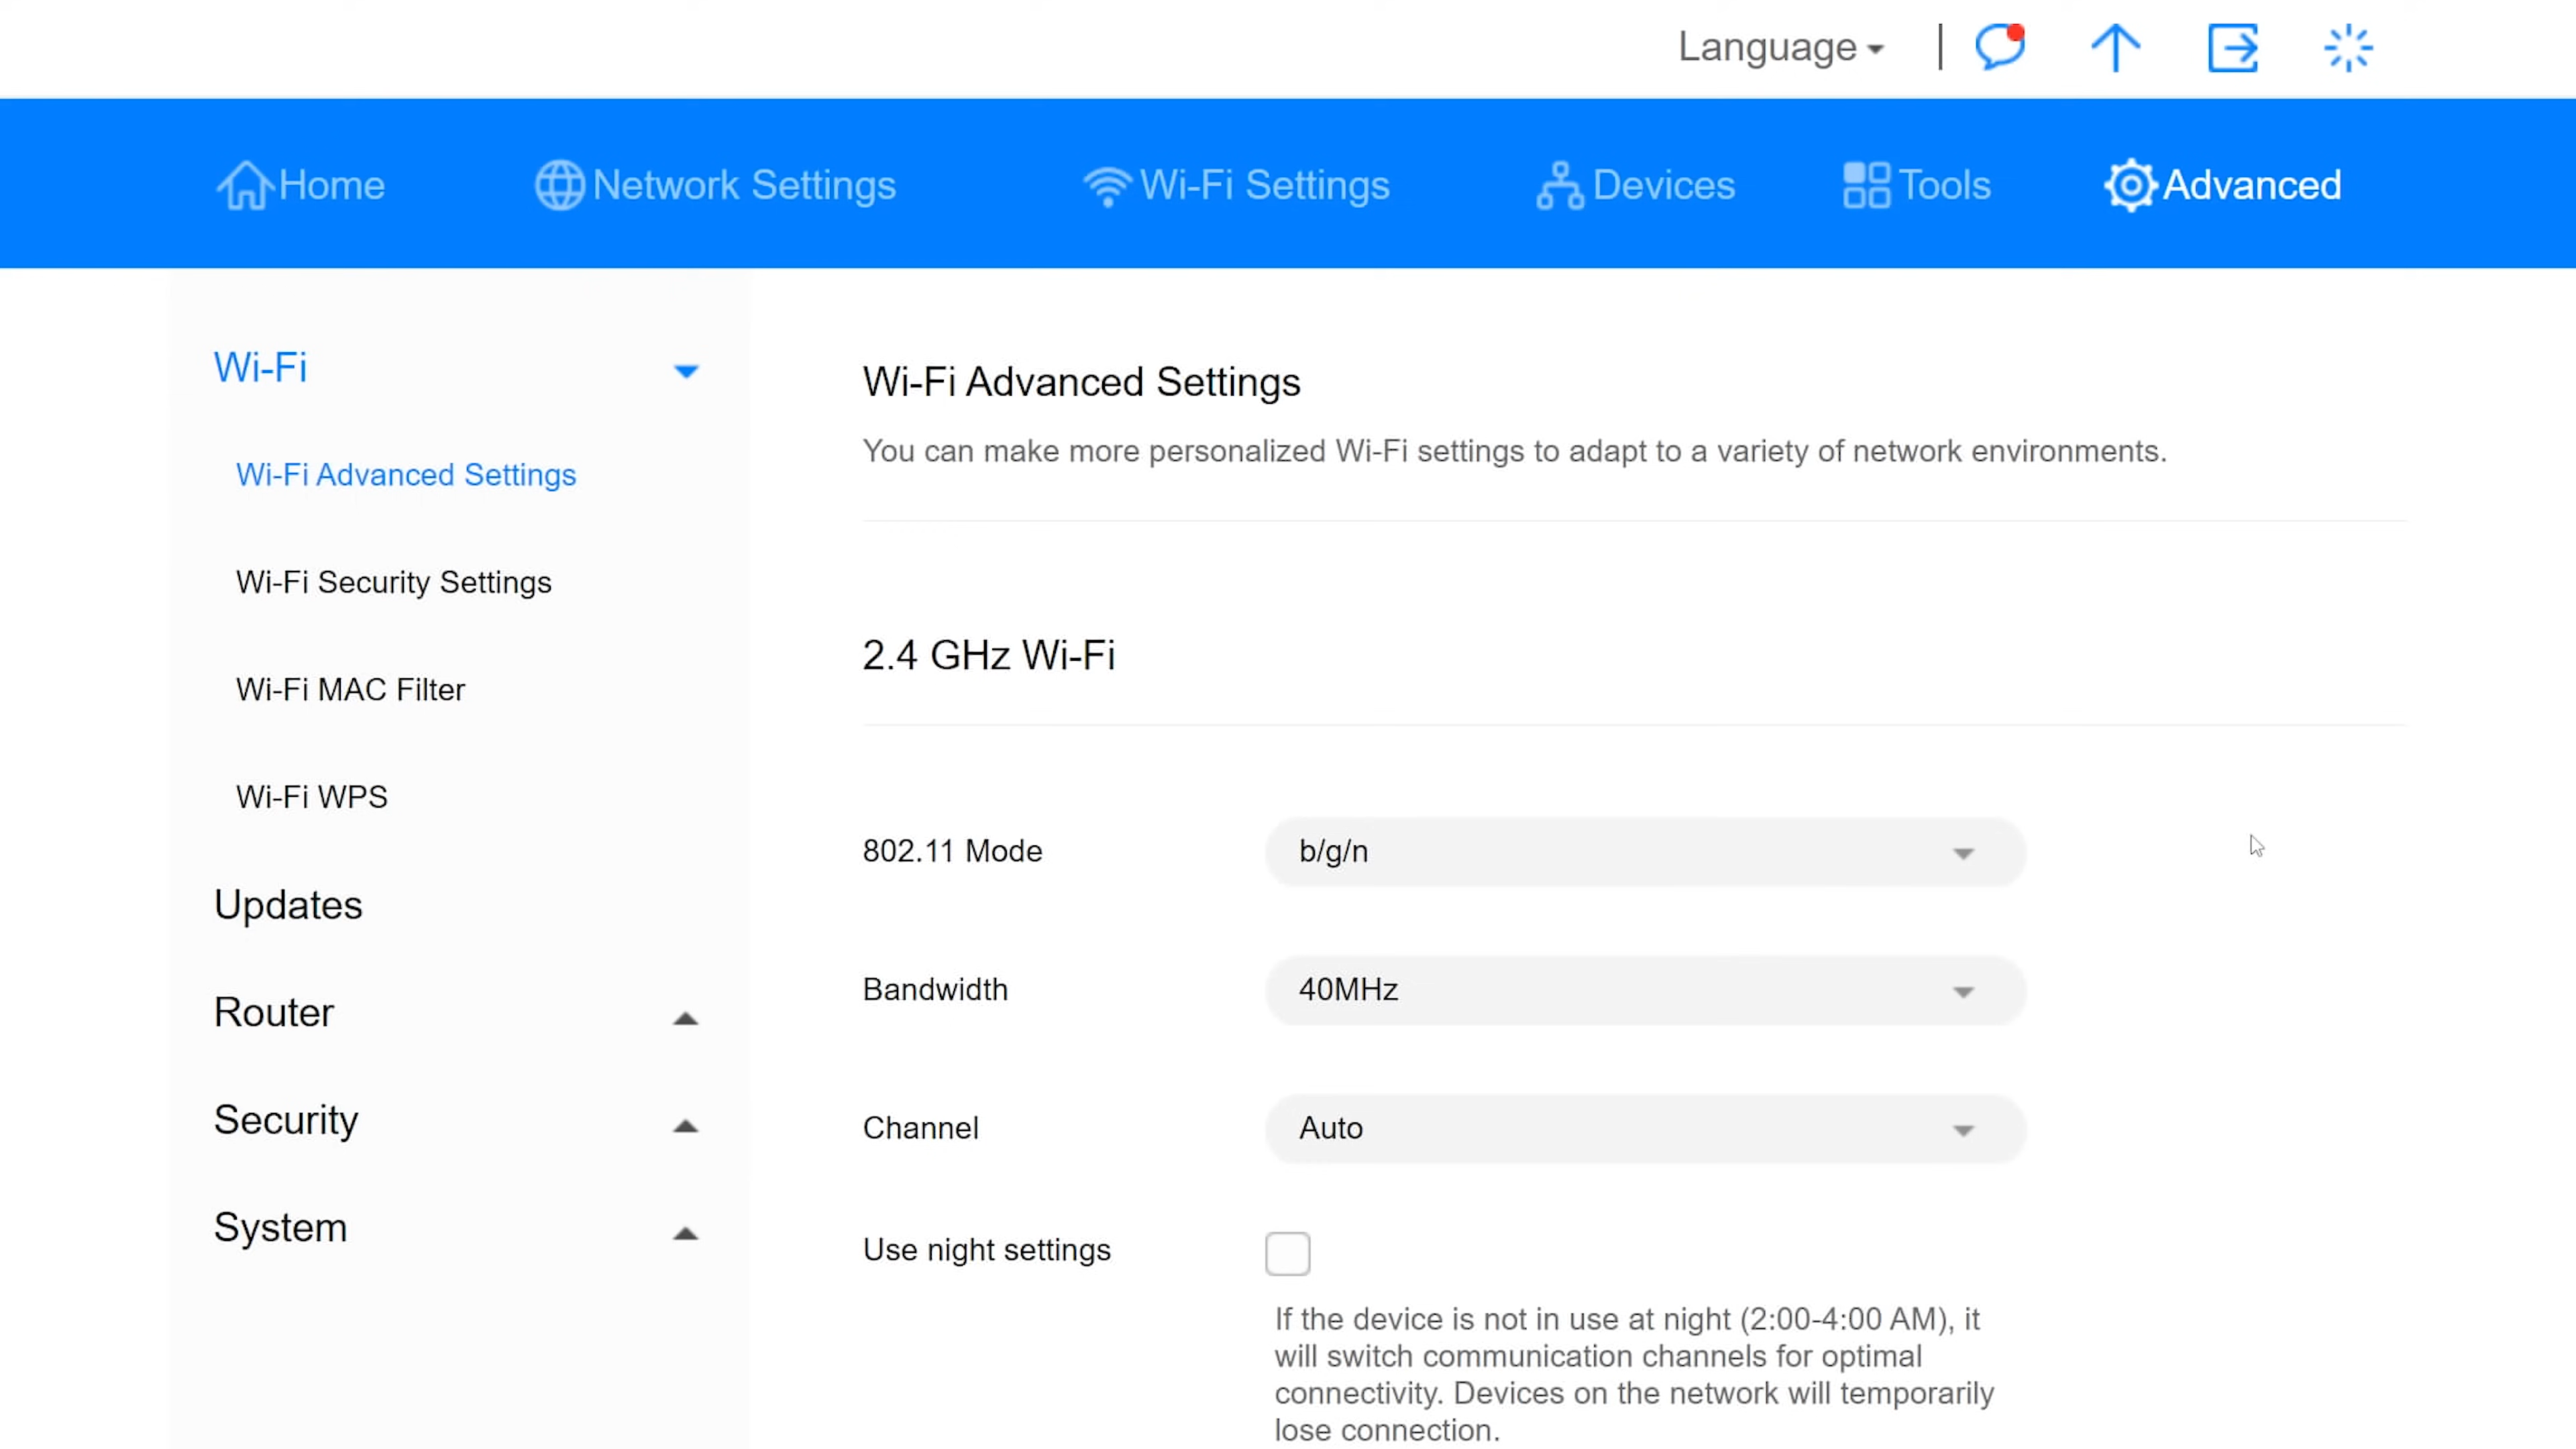 Language
Home
Network Settings
Wi-Fi Settings
Devices
Tools
Advanced
Wi-Fi
Wi-Fi Advanced Settings
Wi-Fi Security Settings
Wi-Fi MAC Filter
Wi-Fi WPS
Updates
Router
Security
System
Wi-Fi Advanced Settings
You can make more personalized Wi-Fi settings to adapt to a variety of network environments.
2.4 GHz Wi-Fi
802.11 Mode
b/g/n
Bandwidth
40MHz
Channel
Auto
Use night settings
If the device is not in use at night (2:00-4:00 AM), it
will switch communication channels for optimal
connectivity. Devices on the network will temporarily
lose connection.